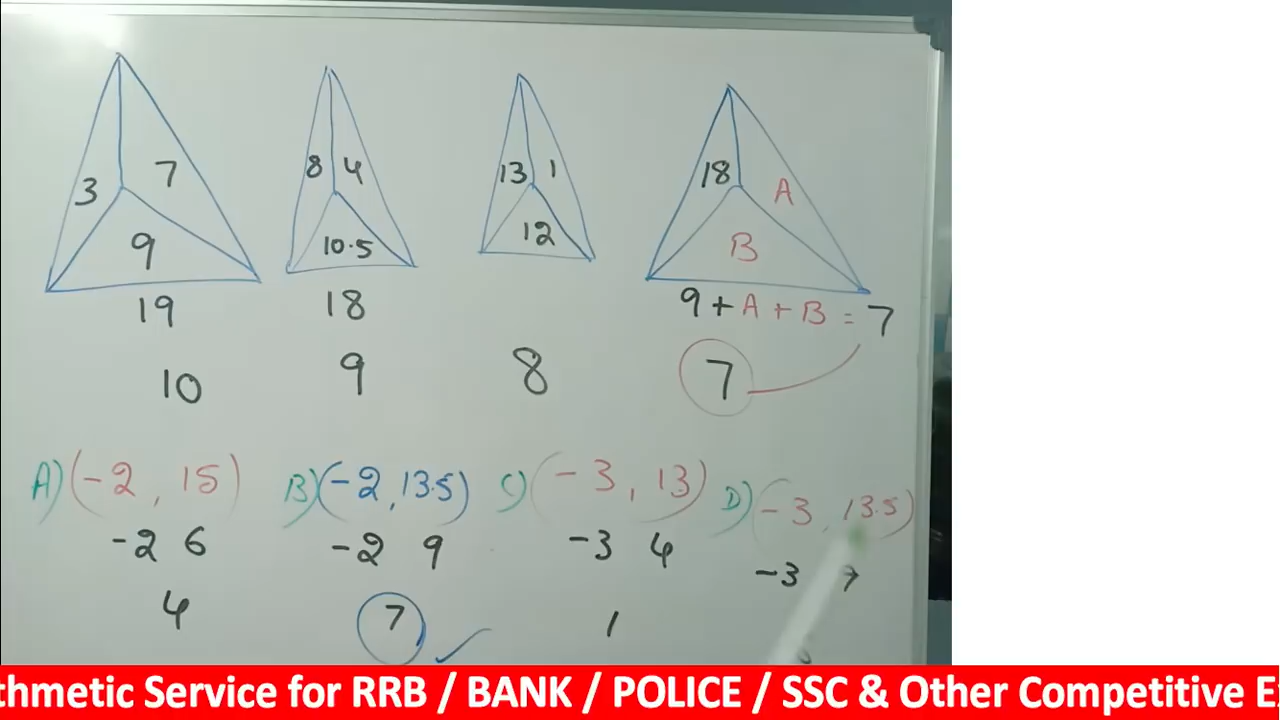 3 7
9
19
10
8 4
10.5
18
9
13 1
12
8
18 A
B
9 + A + B = 7
7
A) (-2, 15)
-2 6
4
B) (-2, 13.5)
-2 9
7
C) (-3, 13)
-3 4
1
D) (-3, 13.5)
-3
thmetic Service for RRB / BANK / POLICE / SSC & Other Competitive E